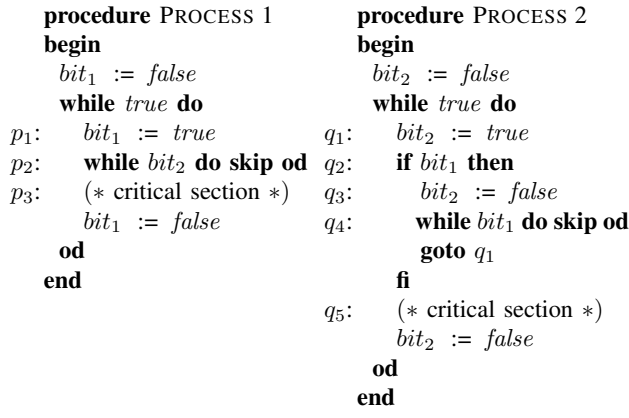 procedure PROCESS 1
begin
bit1 := false
while true do
p1: bit1 := true
p2: while bit2 do skip od
p3: (* critical section *)
bit1 := false
od
end
procedure PROCESS 2
begin
bit2 := false
while true do
q1: bit2 := true
q2: if bit1 then
q3: bit2 := false
q4: while bit1 do skip od
goto q1
fi
q5: (* critical section *)
bit2 := false
od
end